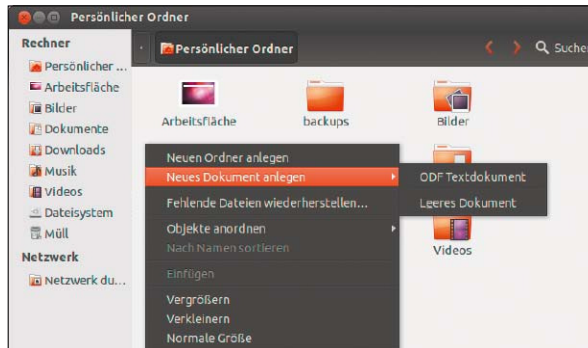 Persönlicher Ordner
Rechner
Persönlicher ...
Arbeitsfläche
Bilder
Dokumente
Downloads
Musik
Videos
Dateisystem
Müll
Netzwerk
Netzwerk du...
Persönlicher Ordner
Suchen
Arbeitsfläche
backups
Bilder
Neuen Ordner anlegen
Neues Dokument anlegen
Fehlende Dateien wiederherstellen...
Objekte anordnen
Nach Namen sortieren
Einfügen
Vergrößern
Verkleinern
Normale Größe
ODF Textdokument
Leeres Dokument
Videos